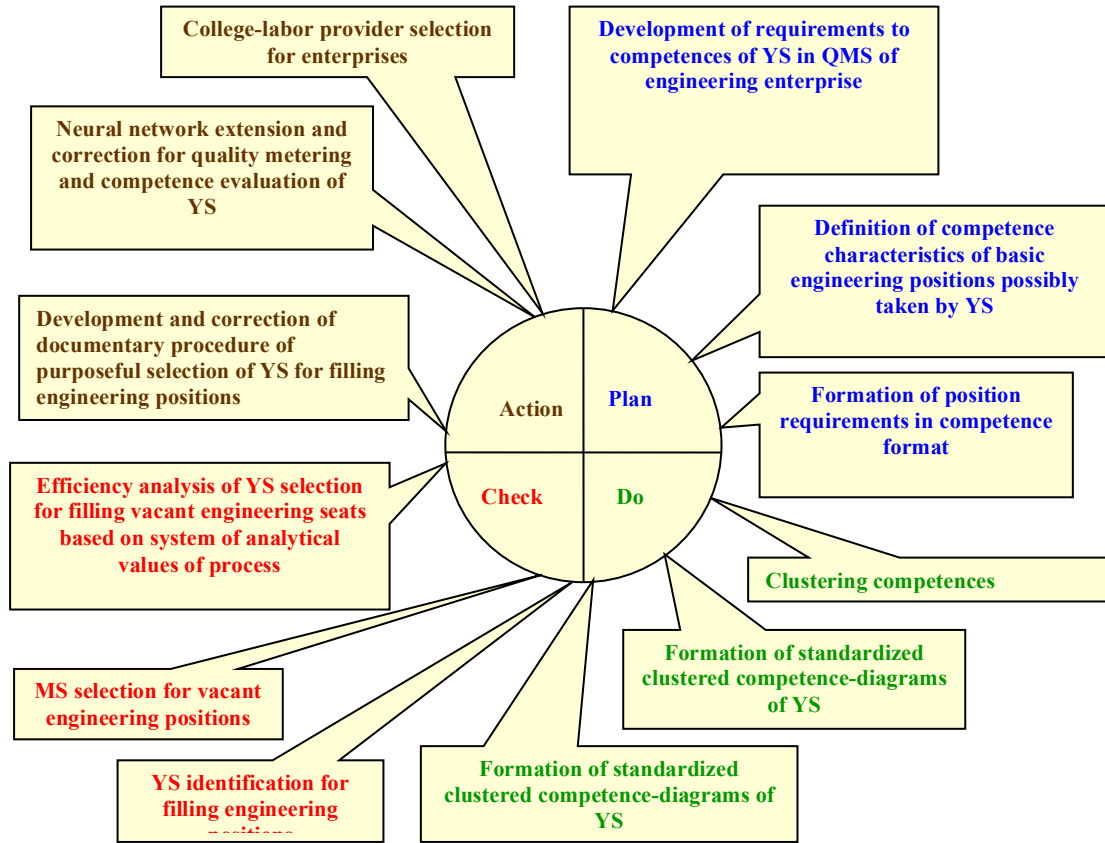 College-labor provider selection
for enterprises
Development of requirements to
competences of YS in QMS of
engineering enterprise
Neural network extension and
correction for quality metering
and competence evaluation of
YS
Definition of competence
characteristics of basic
engineering positions possibly
taken by YS
Development and correction of
documentary procedure of
purposeful selection of YS for filling
engineering positions
Action
Plan
Formation of position
requirements in competence
format
Efficiency analysis of YS selection
for filling vacant engineering seats
based on system of analytical
values of process
Check
Do
Clustering competences
Formation of standardized
clustered competence-diagrams
of YS
MS selection for vacant
engineering positions
YS identification for
filling engineering
positions
Formation of standardized
clustered competence-diagrams of
YS